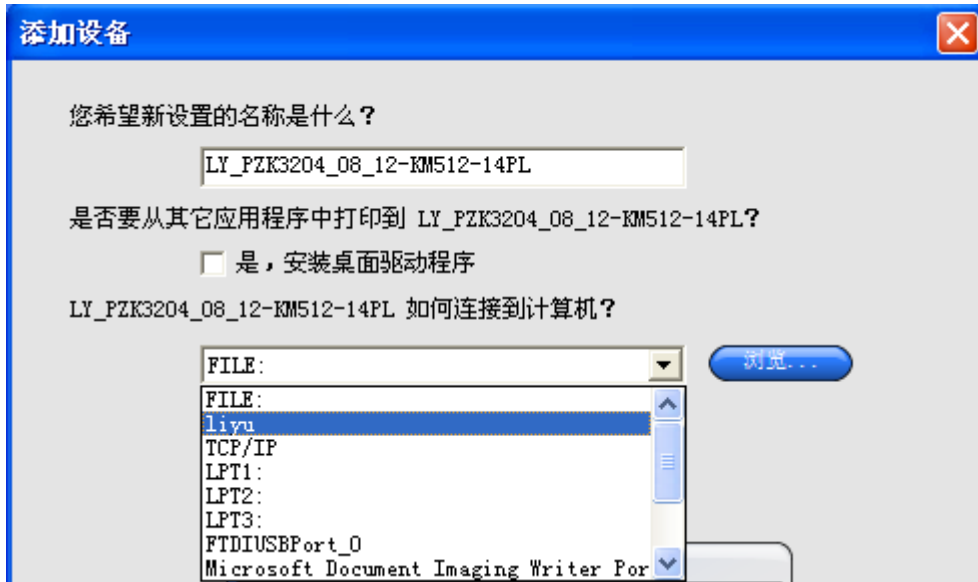 添加设备
您希望新设置的名称是什么？
LY_PZK3204_08_12-KM512-14PL
是否要从其它应用程序中打印到 LY_PZK3204_08_12-KM512-14PL？
是，安装桌面驱动程序
LY_PZK3204_08_12-KM512-14PL 如何连接到计算机？
FILE: 浏览...
FILE:
liyu
TCP/IP
LPT1:
LPT2:
LPT3:
FTDIUSBPort_0
Microsoft Document Imaging Writer Por